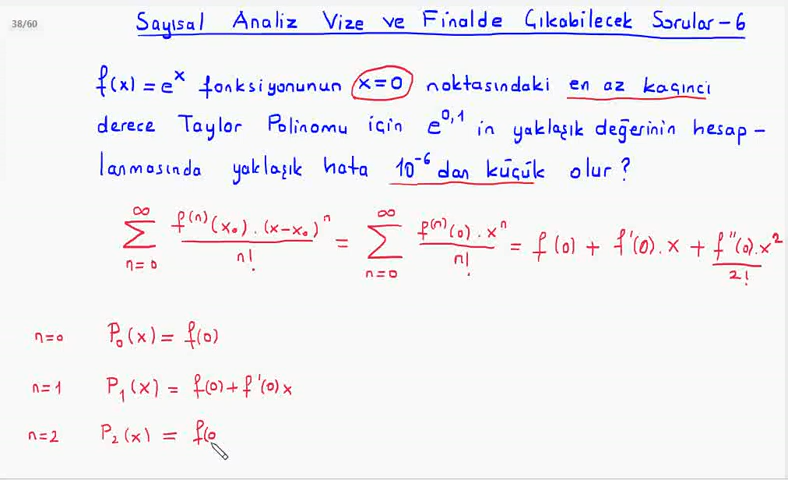 38/60
Sayısal Analiz Vize ve Finalde Çıkabilecek Sorular-6
f(x) = e^x fonksiyonunun x=0 noktasındaki en az kaçıncı
derece Taylor Polinomu için e^0,1 in yaklaşık değerinin hesap-
lanmasında yaklaşık hata 10^-6 dan küçük olur?
∑_{n=0}^{∞} f^(n)(x₀).(x-x₀)^n / n! = ∑_{n=0}^{∞} f^(n)(0).x^n / n! = f(0) + f'(0).x + f''(0).x^2 / 2!
n=0 P₀(x) = f(0)
n=1 P₁(x) = f(0)+f'(0)x
n=2 P₂(x) = f(0